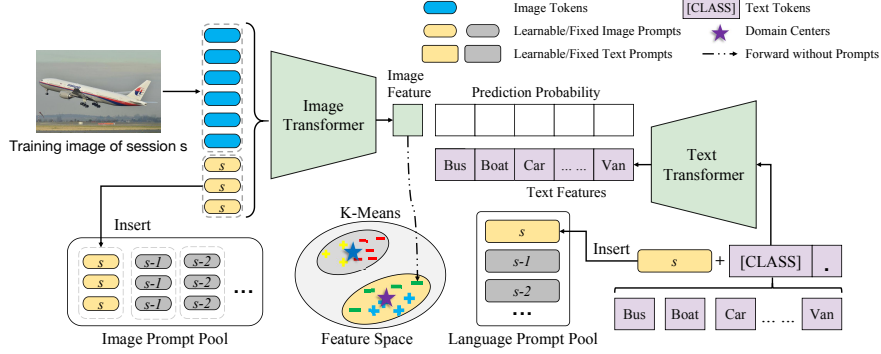 Image Tokens
[CLASS] Text Tokens
Learnable/Fixed Image Prompts
Domain Centers
Learnable/Fixed Text Prompts
Forward without Prompts
Training image of session s
s
s
s
Image
Transformer
Image
Feature
Prediction Probability
Bus Boat Car ... ... Van
Text Features
Text
Transformer
Insert
s s-1 s-2
s s-1 s-2
s s-1 s-2
...
Image Prompt Pool
K-Means
Feature Space
s
s-1
s-2
...
Language Prompt Pool
Insert
s + [CLASS] .
Bus Boat Car ... ... Van